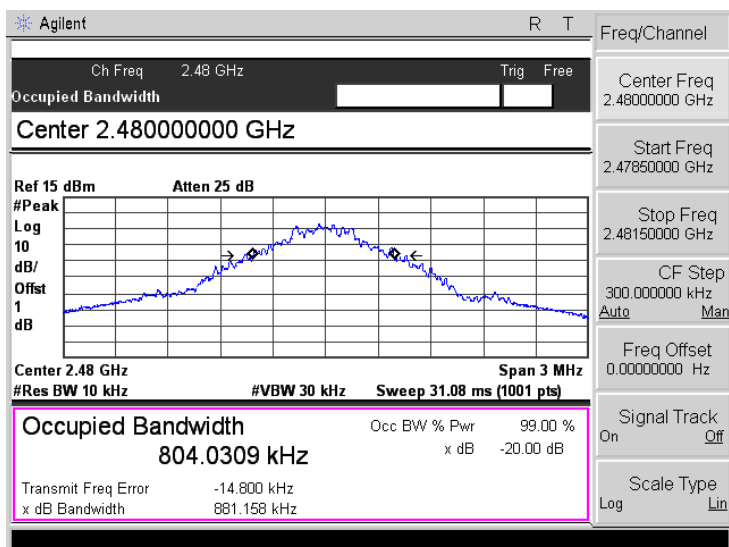 Agilent R T
Ch Freq 2.48 GHz Trig Free
Occupied Bandwidth
Center 2.480000000 GHz
Ref 15 dBm Atten 25 dB
#Peak
Log
10
dB/
Offst
1
dB
Center 2.48 GHz Span 3 MHz
#Res BW 10 kHz #VBW 30 kHz Sweep 31.08 ms (1001 pts)
Occupied Bandwidth Occ BW % Pwr 99.00 %
804.0309 kHz x dB -20.00 dB
Transmit Freq Error -14.800 kHz
x dB Bandwidth 881.158 kHz
Freq/Channel
Center Freq
2.48000000 GHz
Start Freq
2.47850000 GHz
Stop Freq
2.48150000 GHz
CF Step
300.000000 kHz
Auto Man
Freq Offset
0.00000000 Hz
Signal Track
On Off
Scale Type
Log Lin